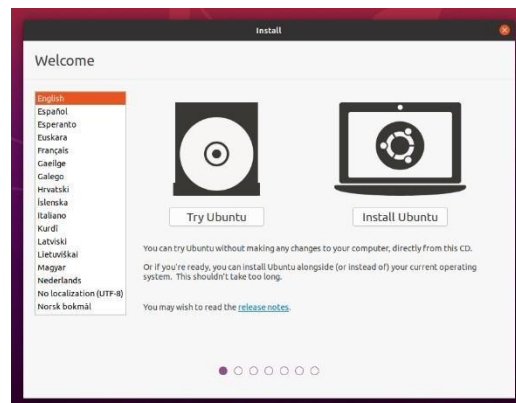 Install
Welcome
English
Español
Esperanto
Euskara
Français
Gaeilge
Galego
Hrvatski
Íslenska
Italiano
Kurdî
Latviski
Lietuviškai
Magyar
Nederlands
No localization (UTF-8)
Norsk bokmål
Try Ubuntu
Install Ubuntu
You can try Ubuntu without making any changes to your computer, directly from this CD.
Or if you're ready, you can install Ubuntu alongside (or instead of) your current operating
system. This shouldn't take too long.
You may wish to read the release notes.